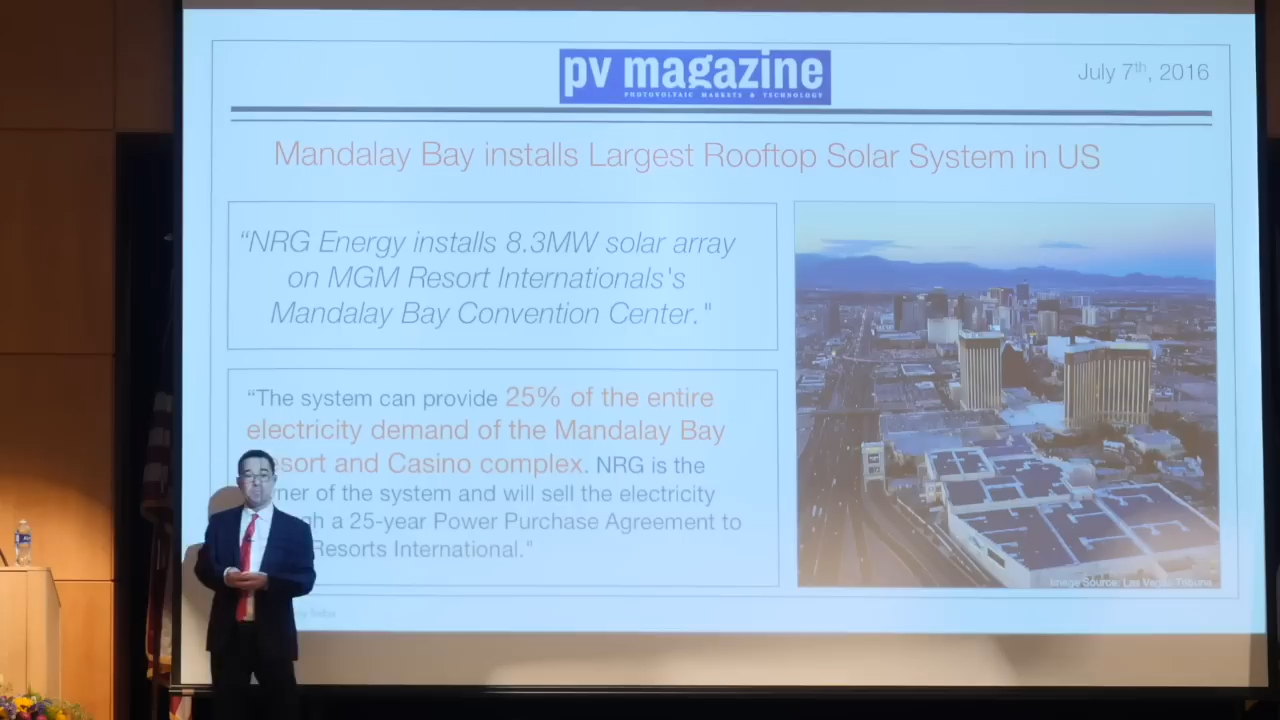 pv magazine
PHOTOVOLTAIC MARKETS & TECHNOLOGY
July 7th, 2016
Mandalay Bay installs Largest Rooftop Solar System in US
“NRG Energy installs 8.3MW solar array
on MGM Resort Internationals's
Mandalay Bay Convention Center."
“The system can provide 25% of the entire
electricity demand of the Mandalay Bay
esort and Casino complex. NRG is the
ner of the system and will sell the electricity
gh a 25-year Power Purchase Agreement to
Resorts International."
Image Source: Las Vegas Tribune